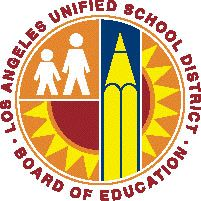 LOS ANGELES UNIFIED SCHOOL DISTRICT
• BOARD OF EDUCATION •